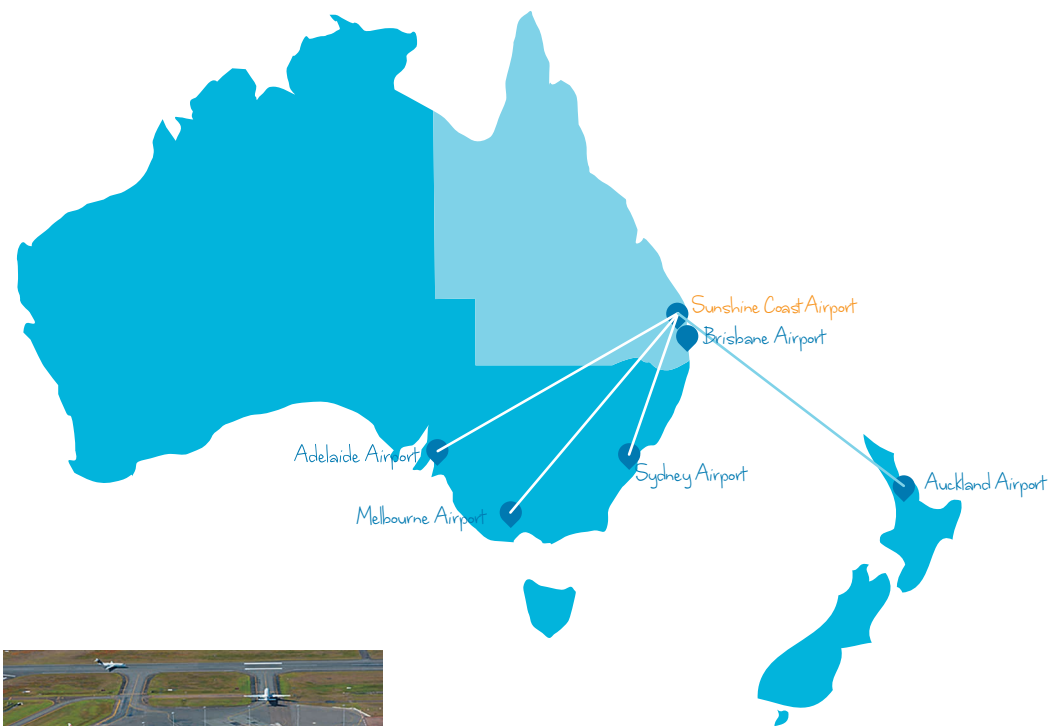 Sunshine Coast Airport
Brisbane Airport
Adelaide Airport
Sydney Airport
Auckland Airport
Melbourne Airport